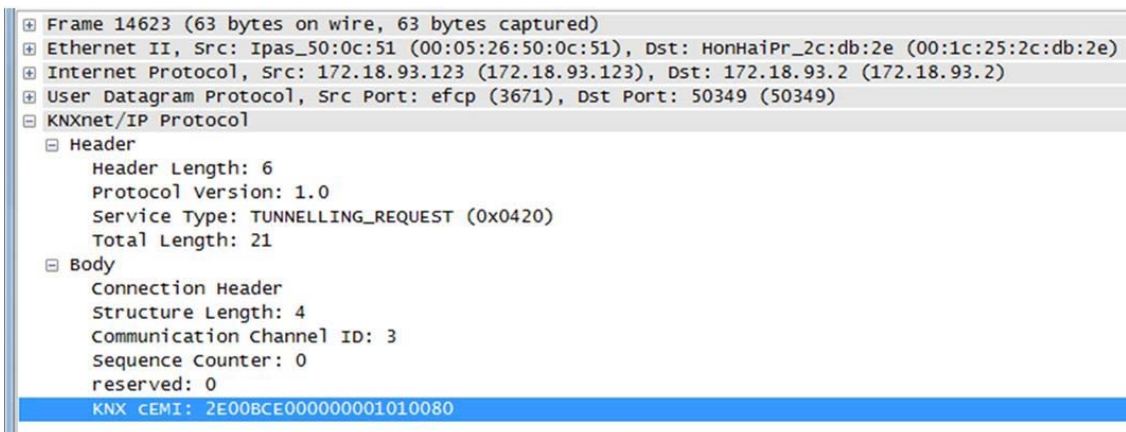 Frame 14623 (63 bytes on wire, 63 bytes captured)
Ethernet II, Src: Ipas_50:0c:51 (00:05:26:50:0c:51), Dst: HonHaiPr_2c:db:2e (00:1c:25:2c:db:2e)
Internet Protocol, Src: 172.18.93.123 (172.18.93.123), Dst: 172.18.93.2 (172.18.93.2)
User Datagram Protocol, Src Port: efcp (3671), Dst Port: 50349 (50349)
KNXnet/IP Protocol
Header
Header Length: 6
Protocol Version: 1.0
Service Type: TUNNELLING_REQUEST (0x0420)
Total Length: 21
Body
Connection Header
Structure Length: 4
Communication Channel ID: 3
Sequence Counter: 0
reserved: 0
KNX cEMI: 2E00BCE000000001010080